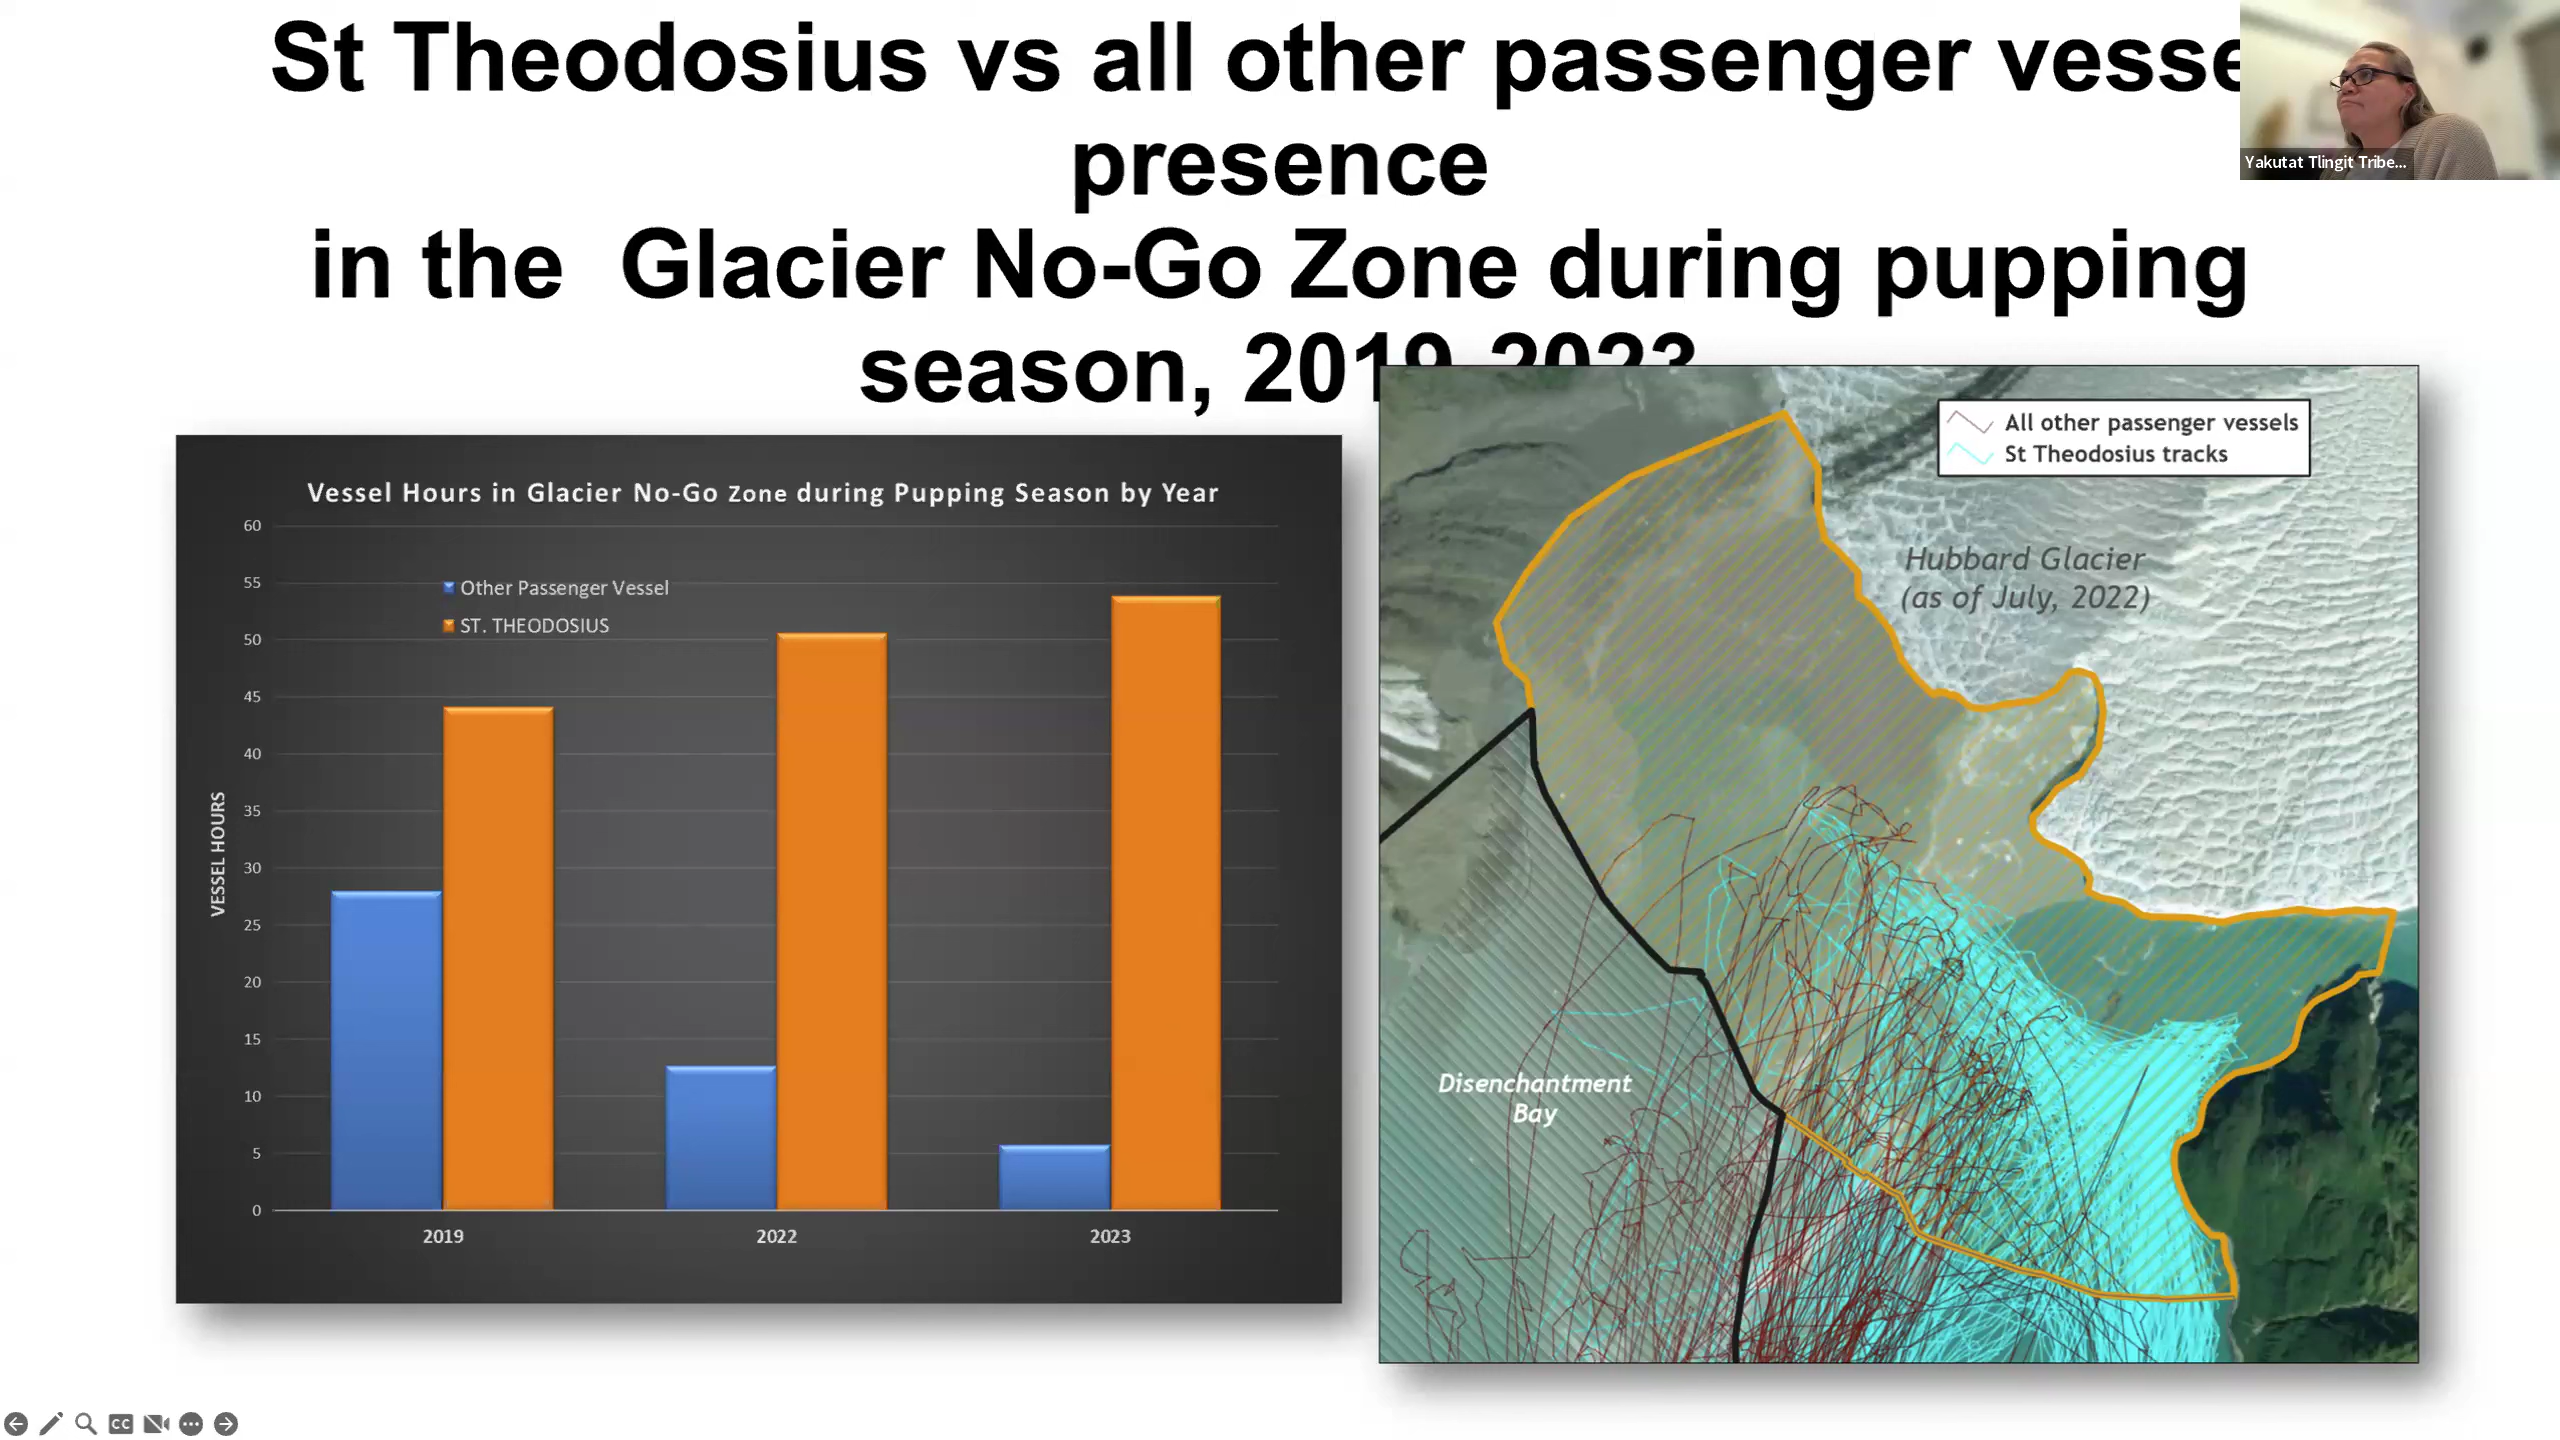 St Theodosius vs all other passenger vesse
presence
in the  Glacier No-Go Zone during pupping
season, 2019-2023
Yakutat Tlingit Tribe...
Vessel Hours in Glacier No-Go Zone during Pupping Season by Year
60
55
50
45
40
35
30
25
20
15
10
5
0
VESSEL HOURS
Other Passenger Vessel
ST. THEODOSIUS
2019
2022
2023
All other passenger vessels
St Theodosius tracks
Hubbard Glacier
(as of July, 2022)
Disenchantment
Bay
CC